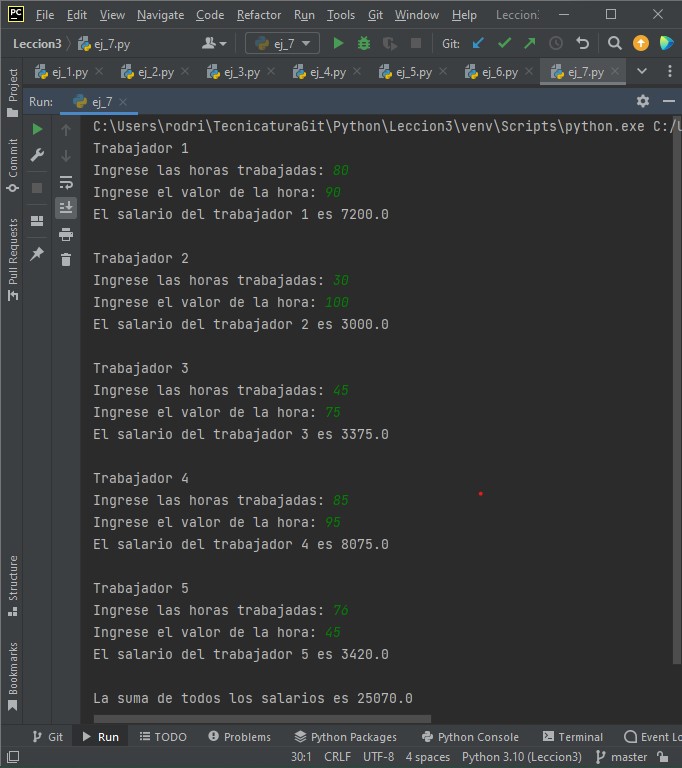 PC File Edit View Navigate Code Refactor Run Tools Git Window Help Leccion3
Leccion3 ej_7.py ej_7 Git:
ej_1.py ej_2.py ej_3.py ej_4.py ej_5.py ej_6.py ej_7.py
Run: ej_7
Project
Commit
Pull Requests
Structure
Bookmarks
C:\Users\rodri\TecnicaturaGit\Python\Leccion3\venv\Scripts\python.exe C:/U
Trabajador 1
Ingrese las horas trabajadas: 80
Ingrese el valor de la hora: 90
El salario del trabajador 1 es 7200.0
Trabajador 2
Ingrese las horas trabajadas: 30
Ingrese el valor de la hora: 100
El salario del trabajador 2 es 3000.0
Trabajador 3
Ingrese las horas trabajadas: 45
Ingrese el valor de la hora: 75
El salario del trabajador 3 es 3375.0
Trabajador 4
Ingrese las horas trabajadas: 85
Ingrese el valor de la hora: 95
El salario del trabajador 4 es 8075.0
Trabajador 5
Ingrese las horas trabajadas: 76
Ingrese el valor de la hora: 45
El salario del trabajador 5 es 3420.0
La suma de todos los salarios es 25070.0
Git Run TODO Problems Python Packages Python Console Terminal Event Lo
30:1 CRLF UTF-8 4 spaces Python 3.10 (Leccion3) master